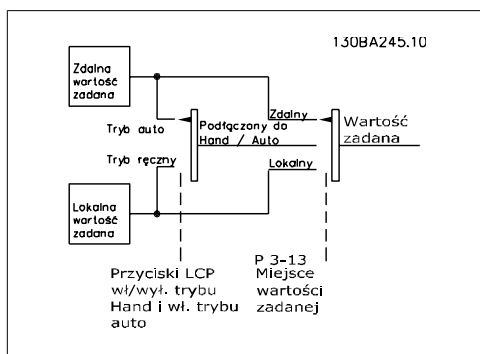 130BA245.10
Zdalna
wartość
zadana
Zdalny
Tryb auto
Podłączony do
Hand / Auto
Wartość
zadana
Tryb ręczny
Lokalny
Lokalna
wartość
zadana
Przyciski LCP
wł/wył. trybu
Hand i wł. trybu
auto
P 3-13
Miejsce
wartości
zadanej